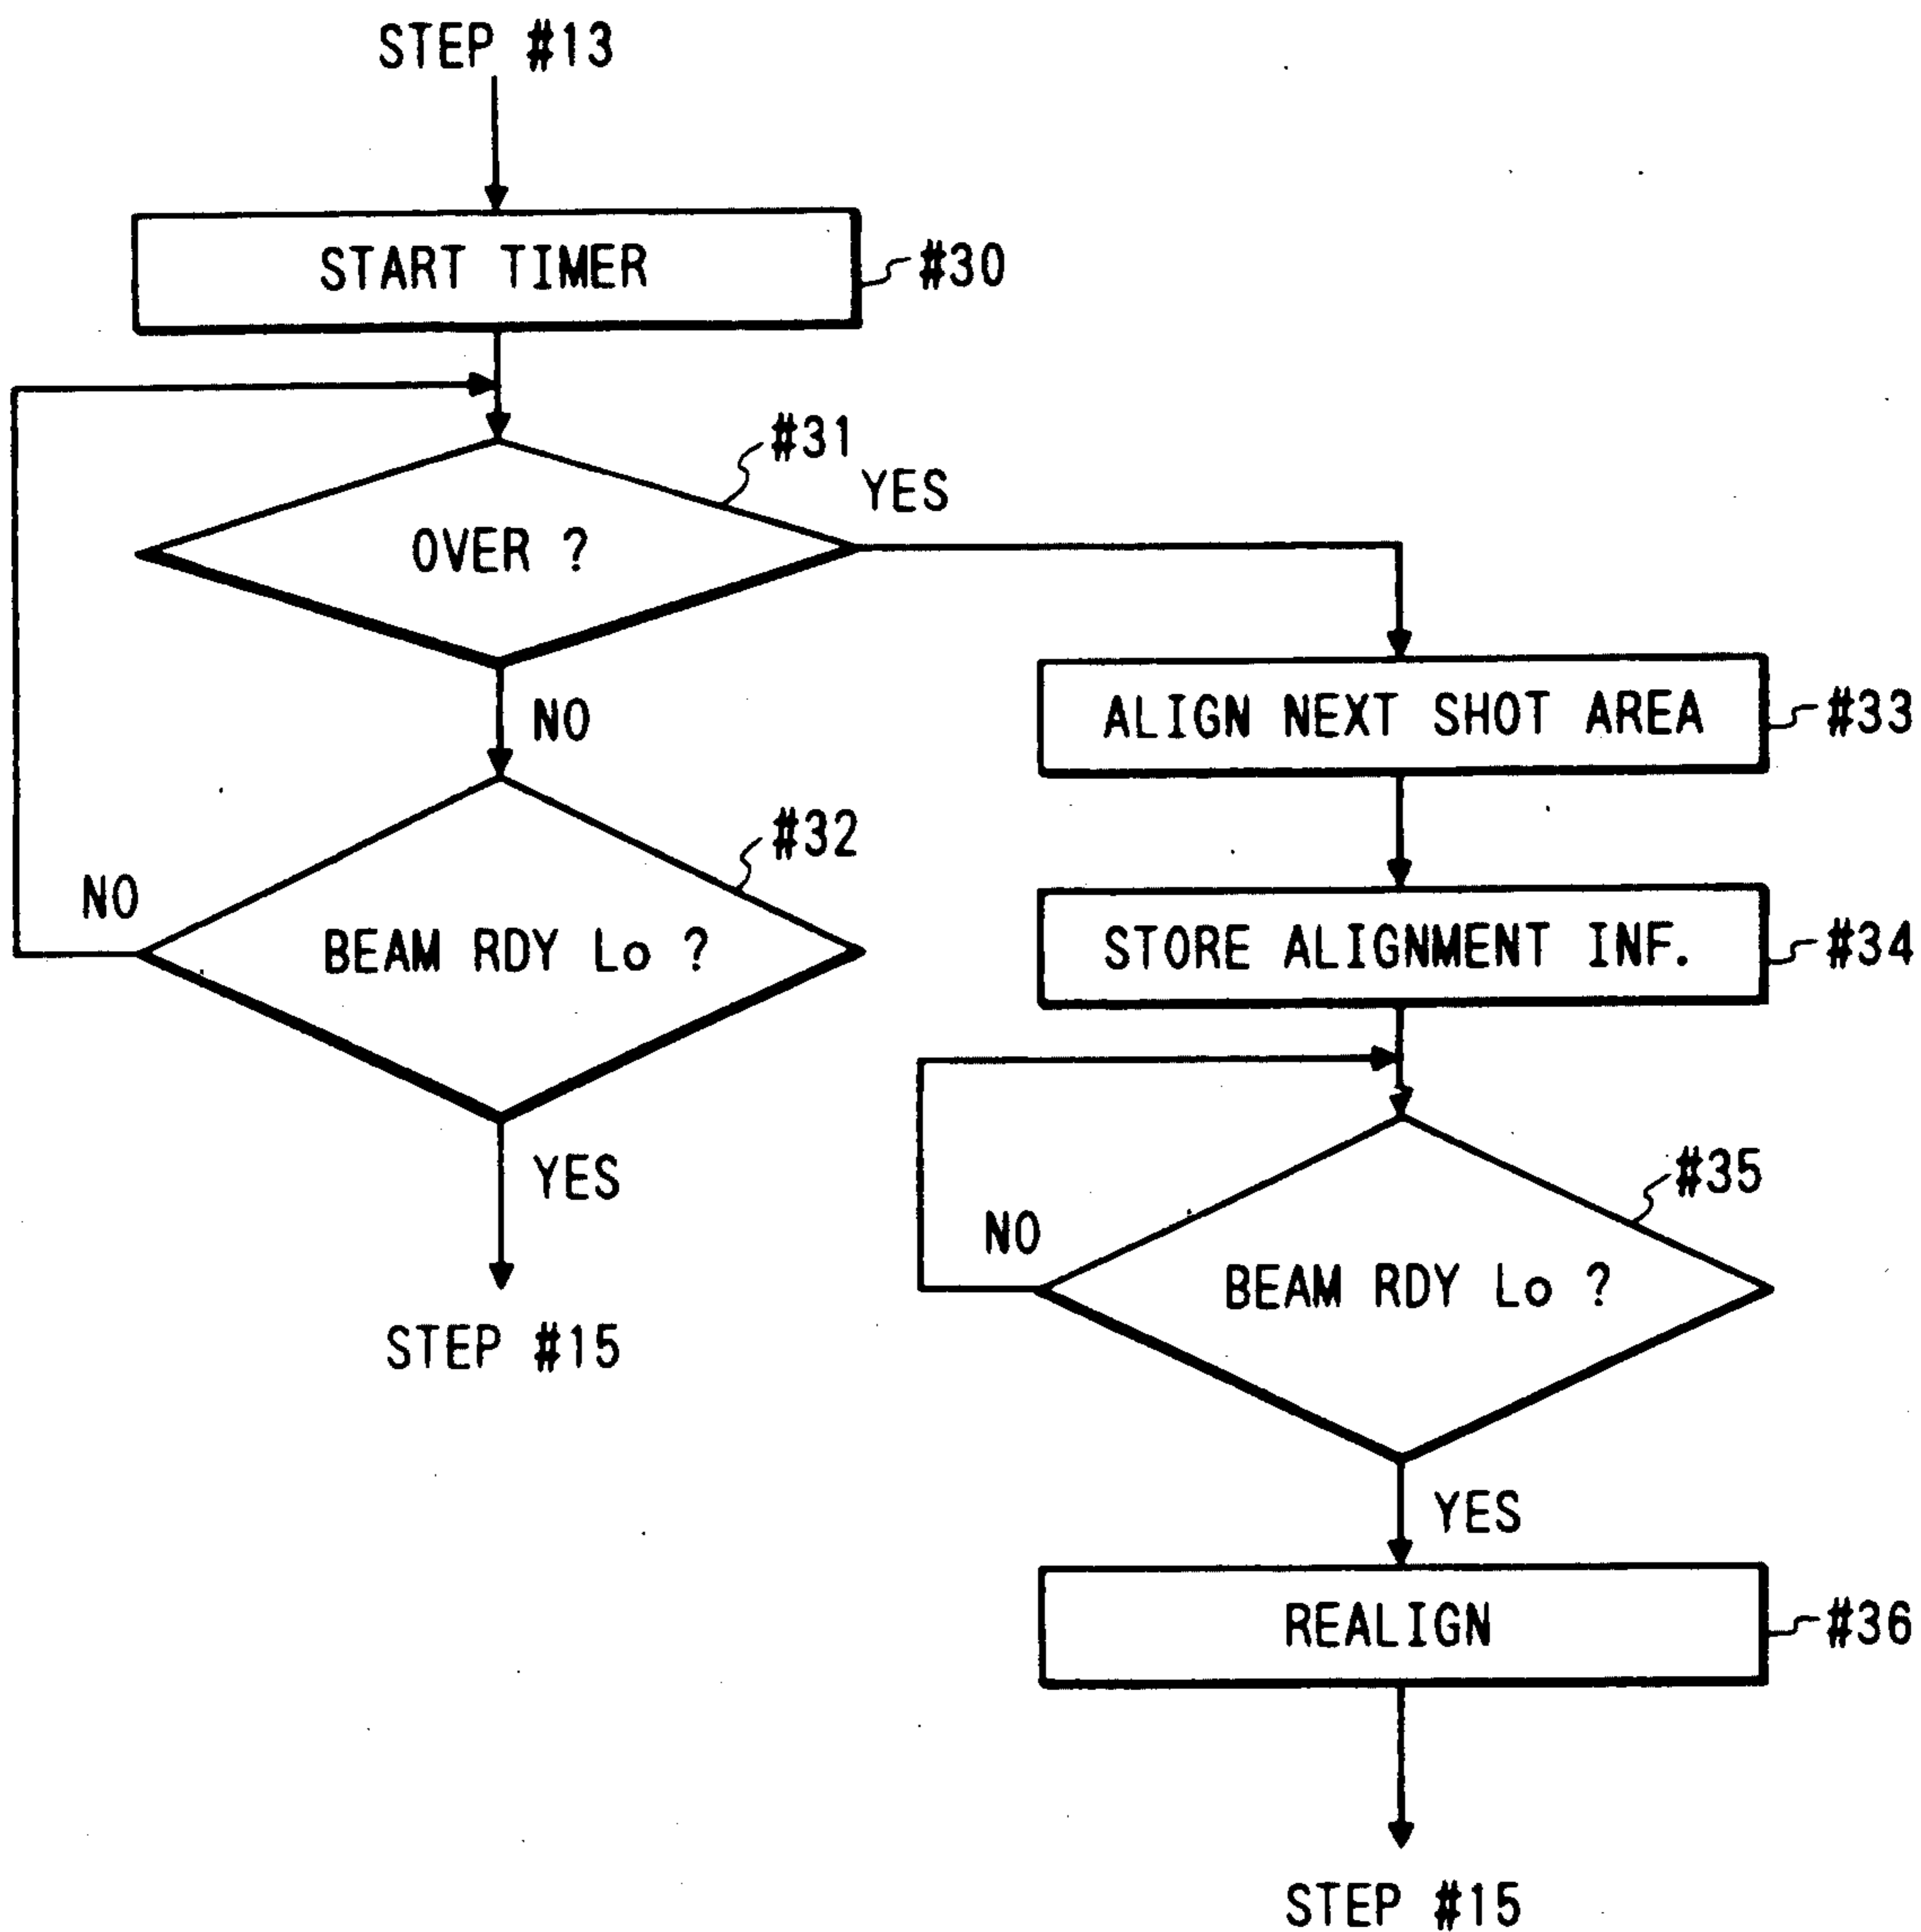 STEP #13
START TIMER
#30
#31
YES
OVER ?
NO
#32
NO
BEAM RDY Lo ?
YES
STEP #15
ALIGN NEXT SHOT AREA
#33
STORE ALIGNMENT INF.
#34
#35
NO
BEAM RDY Lo ?
YES
REALIGN
#36
STEP #15